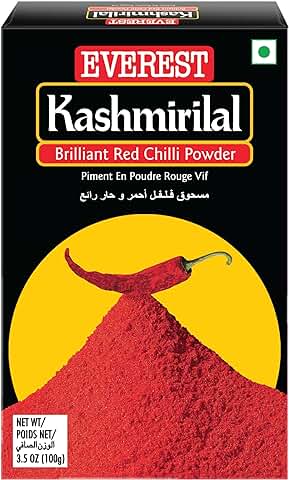 EVEREST
Kashmirilal
Brilliant Red Chilli Powder
Piment En Poudre Rouge Vif
مسحوق فلفل أحمر و حار رائع
NET WT/
POIDS NET/
الوزن الصافي/
3.5 OZ (100g)